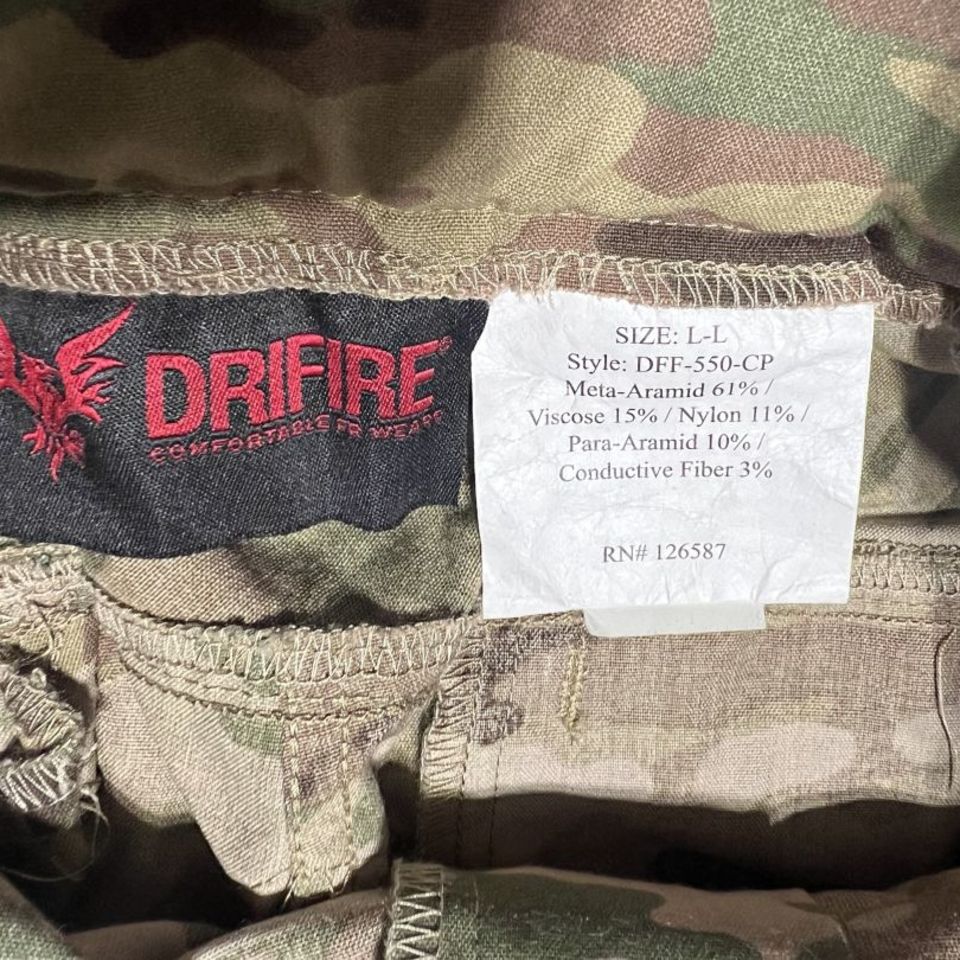 DRIFIRE®
COMFORTABLE FR WEAR®
SIZE: L-L
Style: DFF-550-CP
Meta-Aramid 61% /
Viscose 15% / Nylon 11% /
Para-Aramid 10% /
Conductive Fiber 3%
RN# 126587